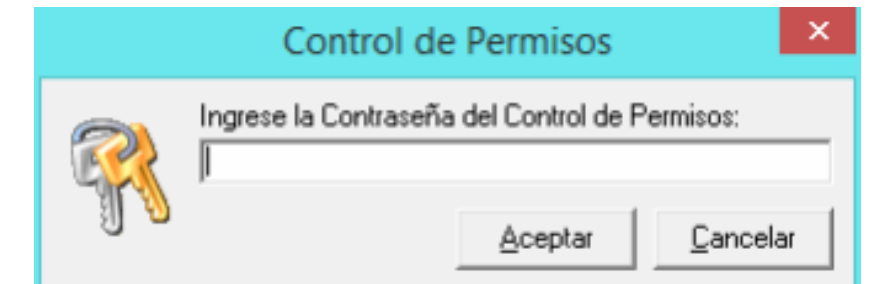 Control de Permisos
Ingrese la Contraseña del Control de Permisos:
Aceptar
Cancelar